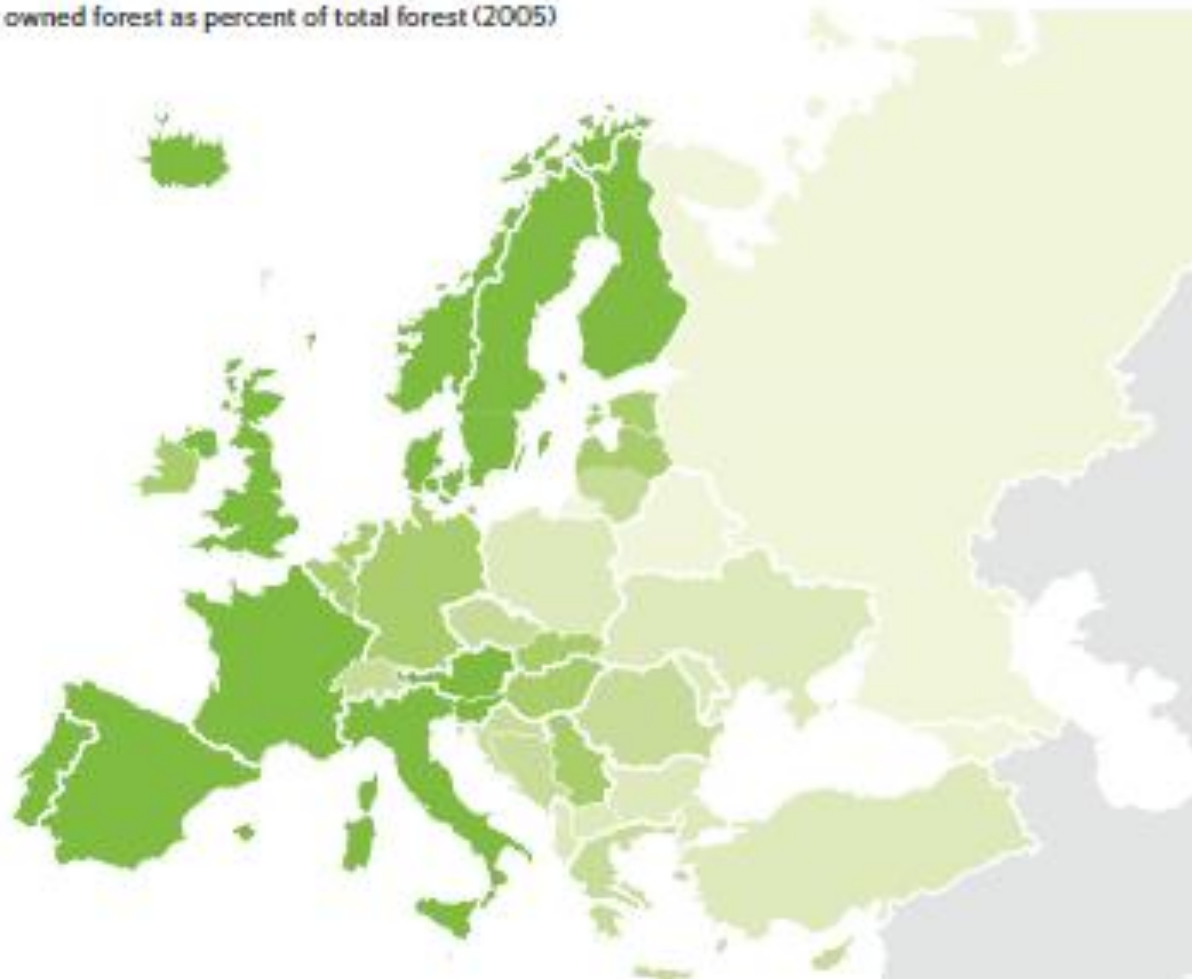 owned forest as percent of total forest (2005)